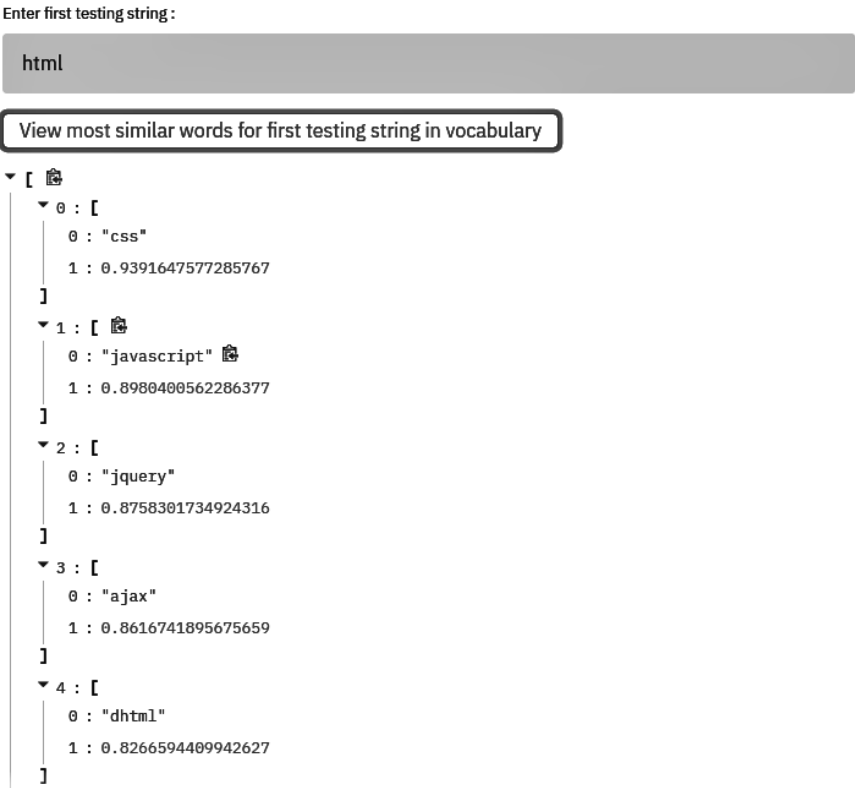 Enter first testing string :
html
View most similar words for first testing string in vocabulary
[
0 : [
0 : "css"
1 : 0.9391647577285767
]
1 : [
0 : "javascript"
1 : 0.8980400562286377
]
2 : [
0 : "jquery"
1 : 0.8758301734924316
]
3 : [
0 : "ajax"
1 : 0.8616741895675659
]
4 : [
0 : "dhtml"
1 : 0.8266594409942627
]